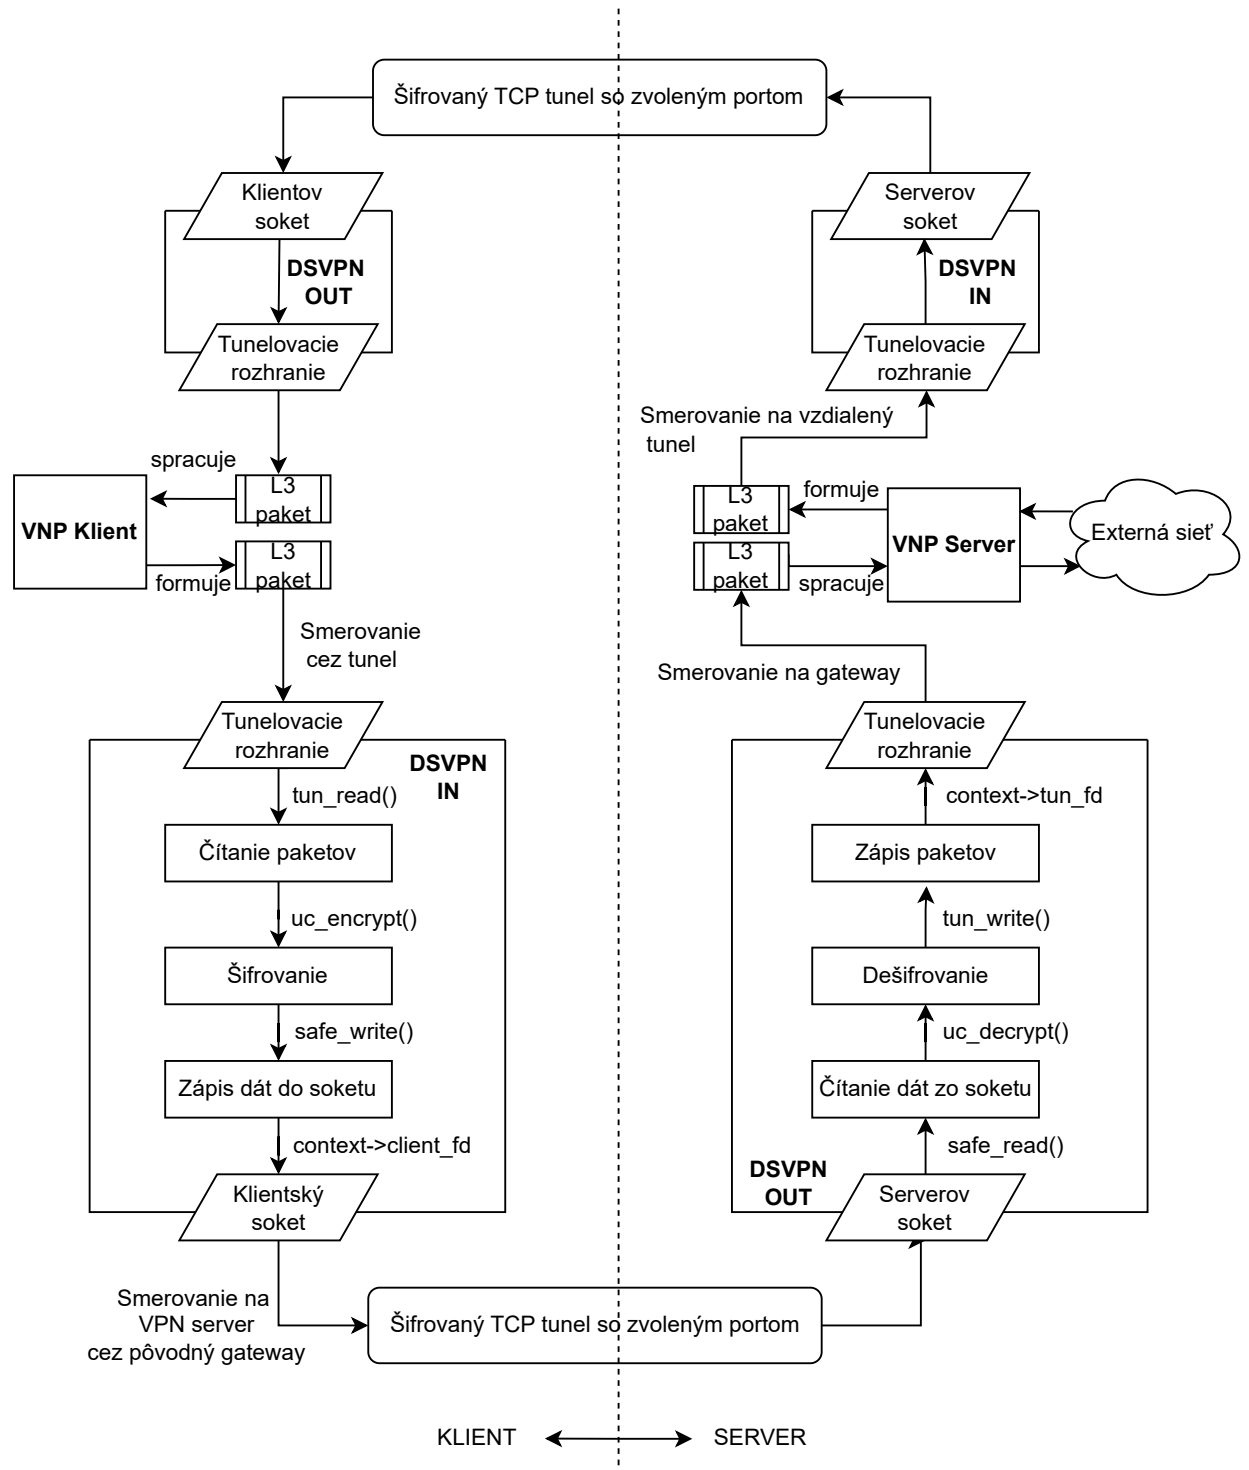 Šifrovaný TCP tunel so zvoleným portom
Klientov
soket
DSVPN
OUT
Tunelovacie
rozhranie
Serverov
soket
DSVPN
IN
Tunelovacie
rozhranie
Smerovanie na vzdialený
tunel
spracuje
L3
paket
VNP Klient
L3
paket
formuje
L3
paket
formuje
VNP Server
Externá sieť
L3
paket
spracuje
Smerovanie
cez tunel
Smerovanie na gateway
Tunelovacie
rozhranie
DSVPN
IN
tun_read()
Čítanie paketov
uc_encrypt()
Šifrovanie
safe_write()
Zápis dát do soketu
context->client_fd
Klientský
soket
Tunelovacie
rozhranie
context->tun_fd
Zápis paketov
tun_write()
Dešifrovanie
uc_decrypt()
Čítanie dát zo soketu
safe_read()
DSVPN
OUT
Serverov
soket
Smerovanie na
VPN server
cez pôvodný gateway
Šifrovaný TCP tunel so zvoleným portom
KLIENT
SERVER